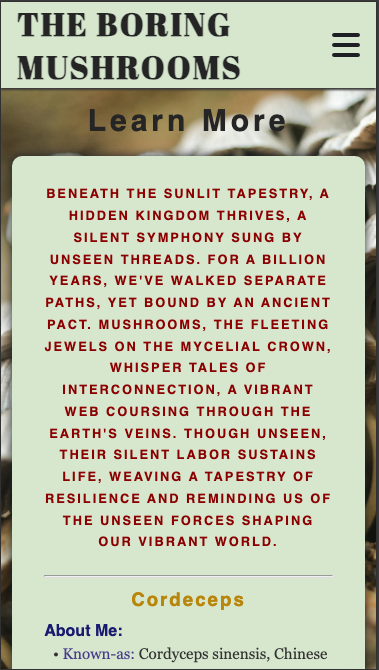 THE BORING
MUSHROOMS
Learn More
BENEATH THE SUNLIT TAPESTRY, A
HIDDEN KINGDOM THRIVES, A
SILENT SYMPHONY SUNG BY
UNSEEN THREADS. FOR A BILLION
YEARS, WE'VE WALKED SEPARATE
PATHS, YET BOUND BY AN ANCIENT
PACT. MUSHROOMS, THE FLEETING
JEWELS ON THE MYCELIAL CROWN,
WHISPER TALES OF
INTERCONNECTION, A VIBRANT
WEB COURSING THROUGH THE
EARTH'S VEINS. THOUGH UNSEEN,
THEIR SILENT LABOR SUSTAINS
LIFE, WEAVING A TAPESTRY OF
RESILIENCE AND REMINDING US OF
THE UNSEEN FORCES SHAPING
OUR VIBRANT WORLD.
Cordeceps
About Me:
• Known-as: Cordyceps sinensis, Chinese